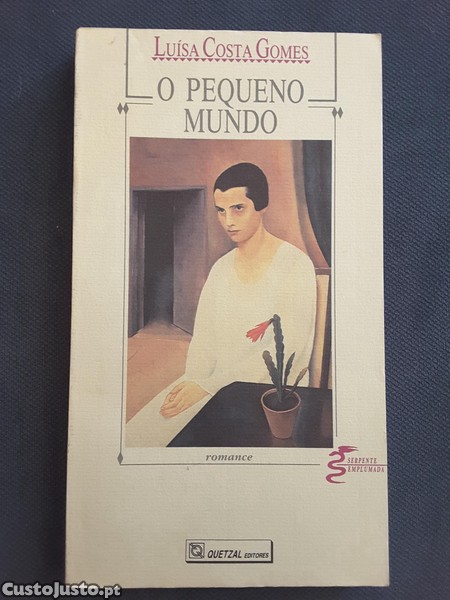 LUÍSA COSTA GOMES
O PEQUENO
MUNDO
romance
SERPENTE
EMPLUMADA
QUETZAL EDITORES
CustoJusto.pt